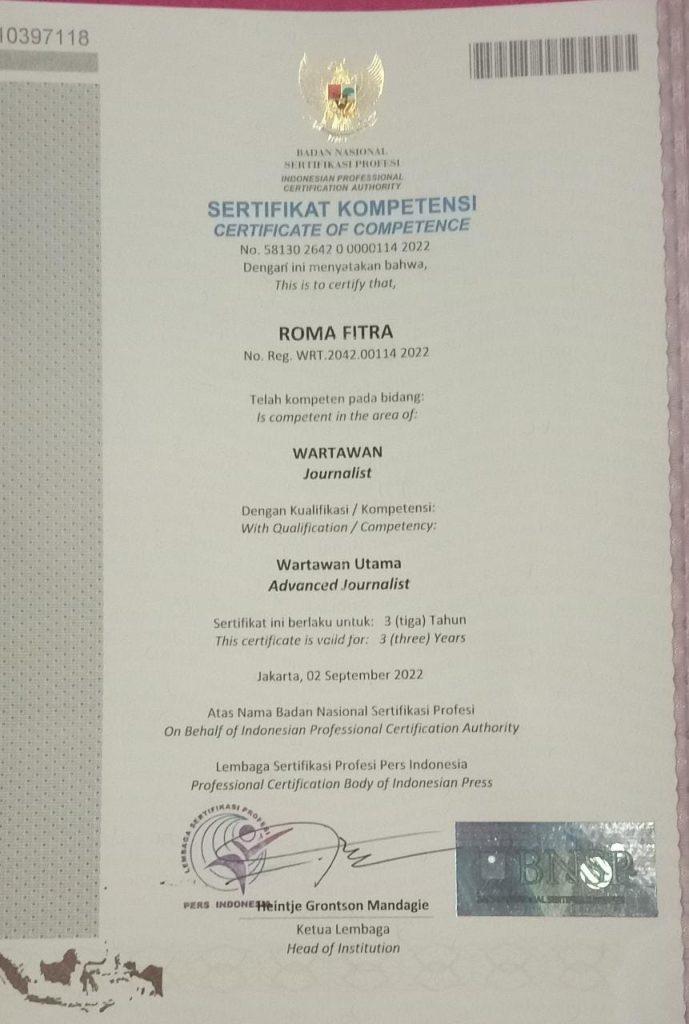 10397118
BADAN NASIONAL
SERTIFIKASI PROFESI
INDONESIAN PROFESSIONAL
CERTIFICATION AUTHORITY
SERTIFIKAT KOMPETENSI
CERTIFICATE OF COMPETENCE
No. 58130 2642 0 0000114 2022
Dengan ini menyatakan bahwa,
This is to certify that,
ROMA FITRA
No. Reg. WRT.2042.00114 2022
Telah kompeten pada bidang:
Is competent in the area of:
WARTAWAN
Journalist
Dengan Kualifikasi / Kompetensi:
With Qualification / Competency:
Wartawan Utama
Advanced Journalist
Sertifikat ini berlaku untuk: 3 (tiga) Tahun
This certificate is valid for: 3 (three) Years
Jakarta, 02 September 2022
Atas Nama Badan Nasional Sertifikasi Profesi
On Behalf of Indonesian Professional Certification Authority
Lembaga Sertifikasi Profesi Pers Indonesia
Professional Certification Body of Indonesian Press
LEMBAGA SERTIFIKASI PROFESI
PERS INDONESIA
BNSP
Heintje Grontson Mandagie
Ketua Lembaga
Head of Institution